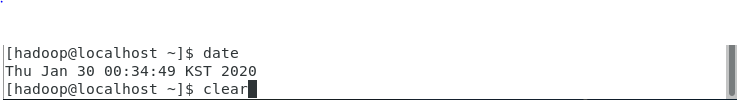 [hadoop@localhost ~]$ date
Thu Jan 30 00:34:49 KST 2020
[hadoop@localhost ~]$ clear